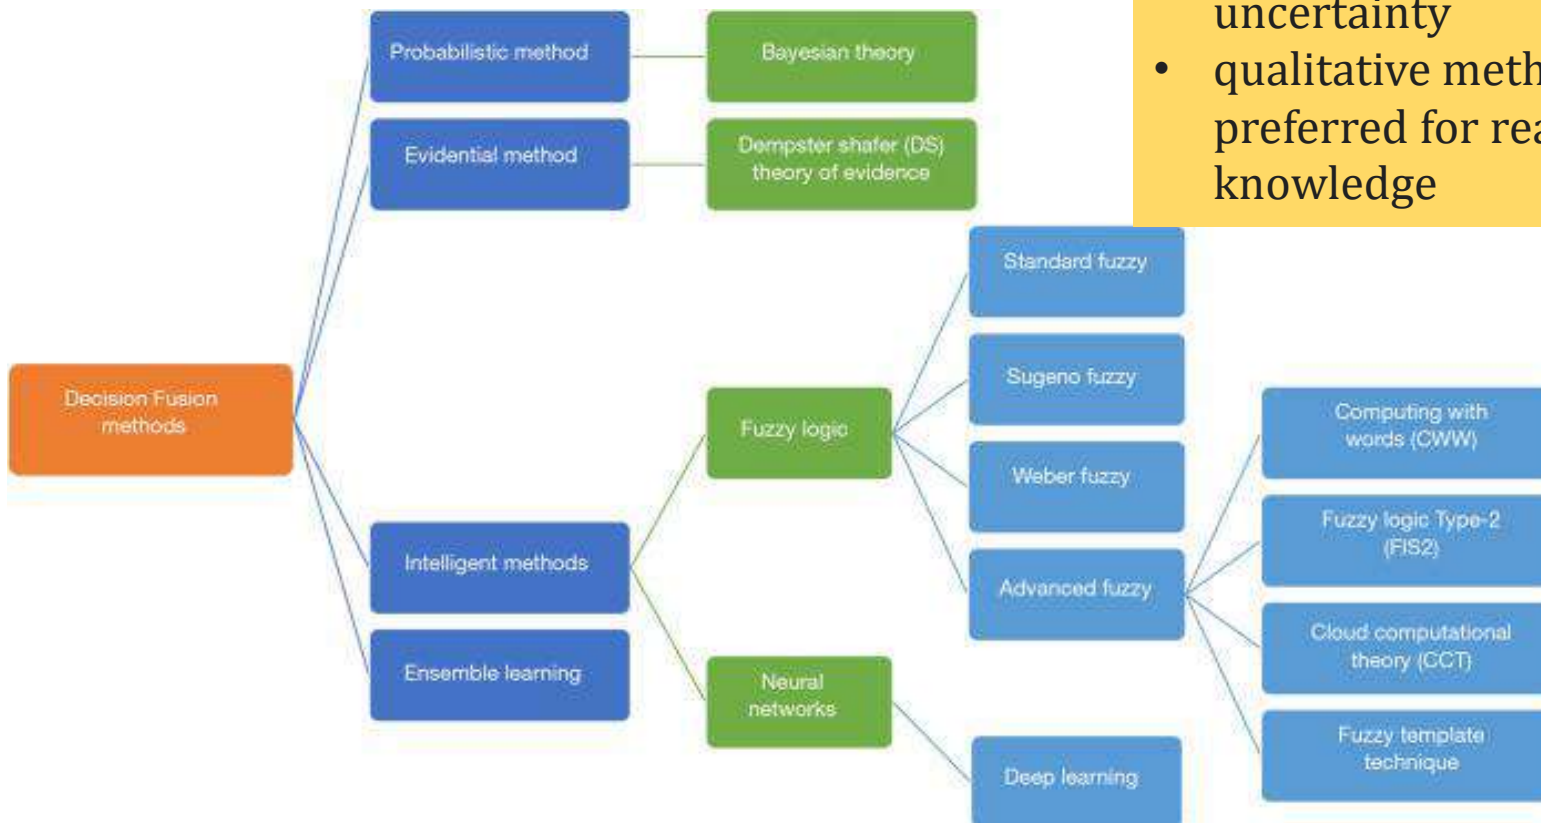 uncertainty
• qualitative meth
preferred for rea
knowledge
Probabilistic method
Bayesian theory
Evidential method
Dempster shafer (DS)
theory of evidence
Decision Fusion
methods
Intelligent methods
Ensemble learning
Fuzzy logic
Neural
networks
Standard fuzzy
Sugeno fuzzy
Weber fuzzy
Advanced fuzzy
Deep learning
Computing with
words (CWW)
Fuzzy logic Type-2
(FIS2)
Cloud computational
theory (CCT)
Fuzzy template
technique